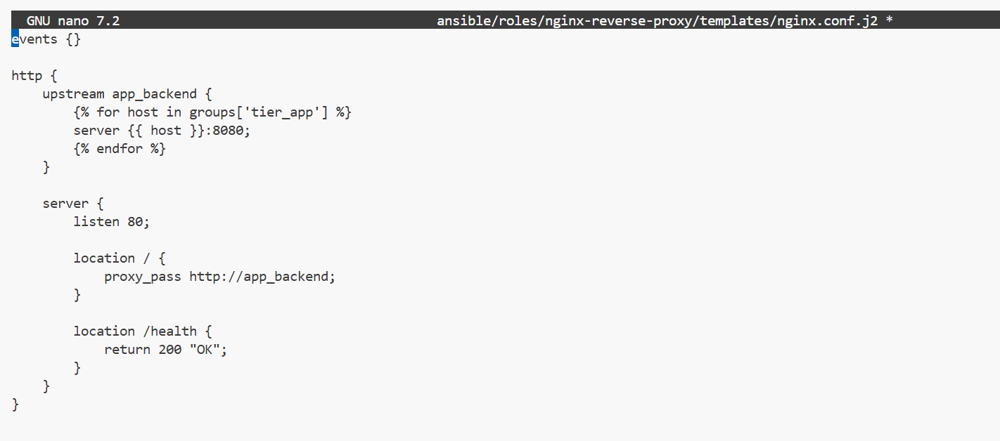 GNU nano 7.2 ansible/roles/nginx-reverse-proxy/templates/nginx.conf.j2 *
events {}

http {
    upstream app_backend {
        {% for host in groups['tier_app'] %}
        server {{ host }}:8080;
        {% endfor %}
    }

    server {
        listen 80;

        location / {
            proxy_pass http://app_backend;
        }

        location /health {
            return 200 "OK";
        }
    }
}